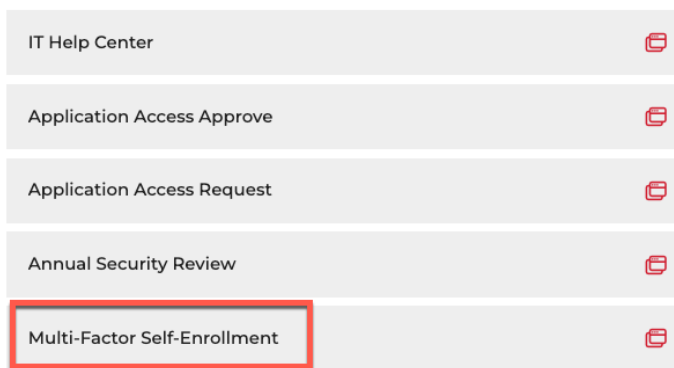 IT Help Center
Application Access Approve
Application Access Request
Annual Security Review
Multi-Factor Self-Enrollment